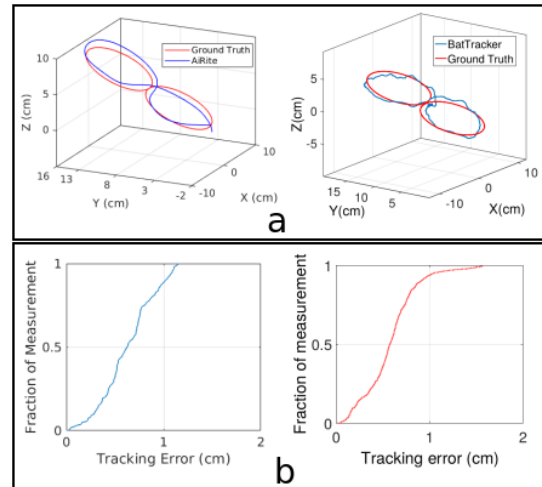 Ground Truth
AiRite
Z (cm)
10
5
0
16
13
8
3
-2
Y (cm)
-10
0
10
X (cm)
BatTracker
Ground Truth
Z(cm)
5
0
-5
15
10
5
Y(cm)
-10
0
10
X(cm)
a
Fraction of Measurement
1
0.5
0
0
1
2
Tracking Error (cm)
Fraction of measurement
1
0.5
0
0
1
2
Tracking error (cm)
b